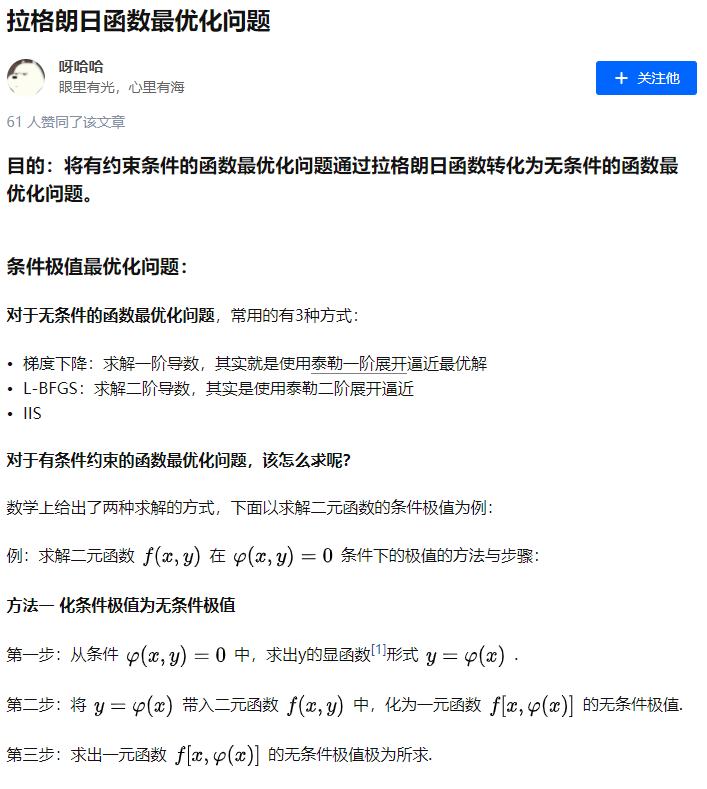 拉格朗日函数最优化问题
呀哈哈
眼里有光，心里有海
+ 关注他
61 人赞同了该文章
目的：将有约束条件的函数最优化问题通过拉格朗日函数转化为无条件的函数最
优化问题。
条件极值最优化问题：
对于无条件的函数最优化问题，常用的有3种方式：
• 梯度下降：求解一阶导数，其实就是使用泰勒一阶展开逼近最优解
• L-BFGS：求解二阶导数，其实是使用泰勒二阶展开逼近
• IIS
对于有条件约束的函数最优化问题，该怎么求呢?
数学上给出了两种求解的方式，下面以求解二元函数的条件极值为例：
例：求解二元函数 f(x, y) 在 φ(x, y) = 0 条件下的极值的方法与步骤：
方法一 化条件极值为无条件极值
第一步：从条件 φ(x, y) = 0 中，求出y的显函数[1]形式 y = φ(x) .
第二步：将 y = φ(x) 带入二元函数 f(x, y) 中，化为一元函数 f[x, φ(x)] 的无条件极值.
第三步：求出一元函数 f[x, φ(x)] 的无条件极值极为所求.